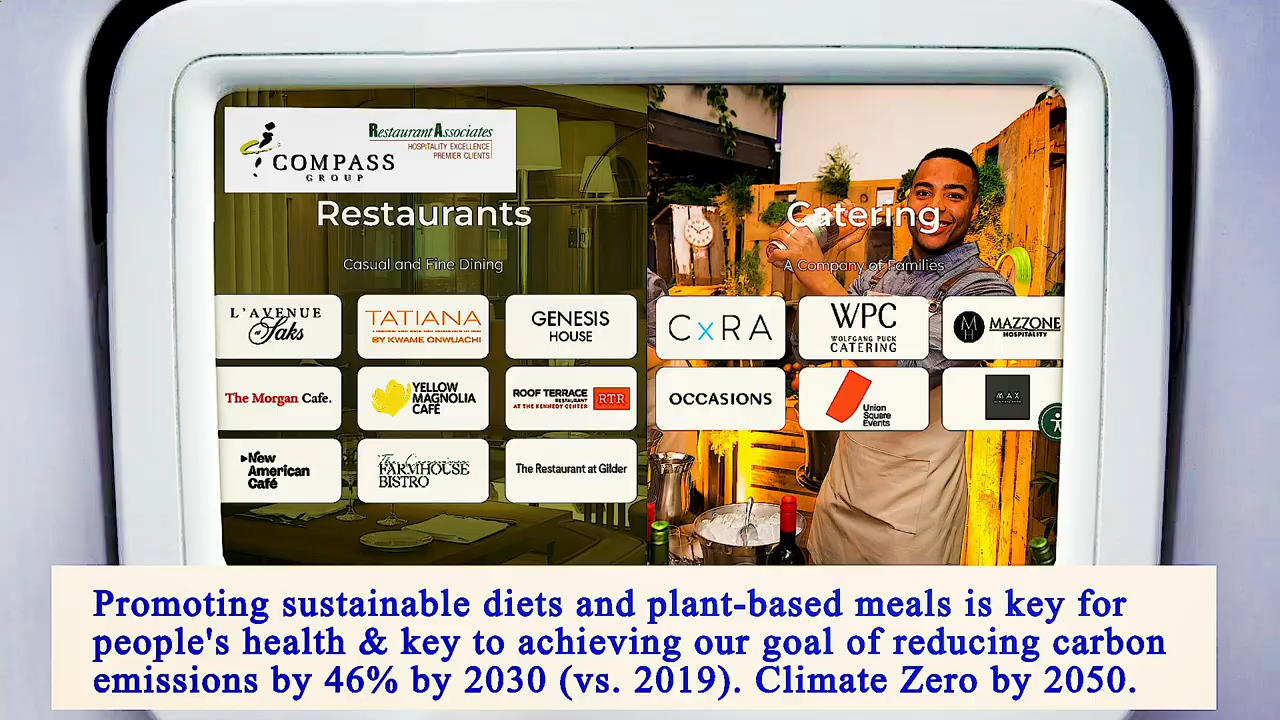 COMPASS
GROUP
Restaurant Associates
HOSPITALITY EXCELLENCE
PREMIER CLIENTS
Restaurants
Casual and Fine Dining
L'AVENUE
at Saks
TATIANA
BY KWAME ONWUACHI
GENESIS
HOUSE
The Morgan Cafe.
YELLOW
MAGNOLIA
CAFÉ
ROOF TERRACE
RESTAURANT
AT THE KENNEDY CENTER
RTR
New
American
Café
FARMHOUSE
BISTRO
The Restaurant at Gilder
Catering
A Company of Families
CxRA
WPC
WOLFGANG PUCK
CATERING
MH
MAZZONE
HOSPITALITY
OCCASIONS
Union
Square
Events
MAX
Promoting sustainable diets and plant-based meals is key for
people's health & key to achieving our goal of reducing carbon
emissions by 46% by 2030 (vs. 2019). Climate Zero by 2050.